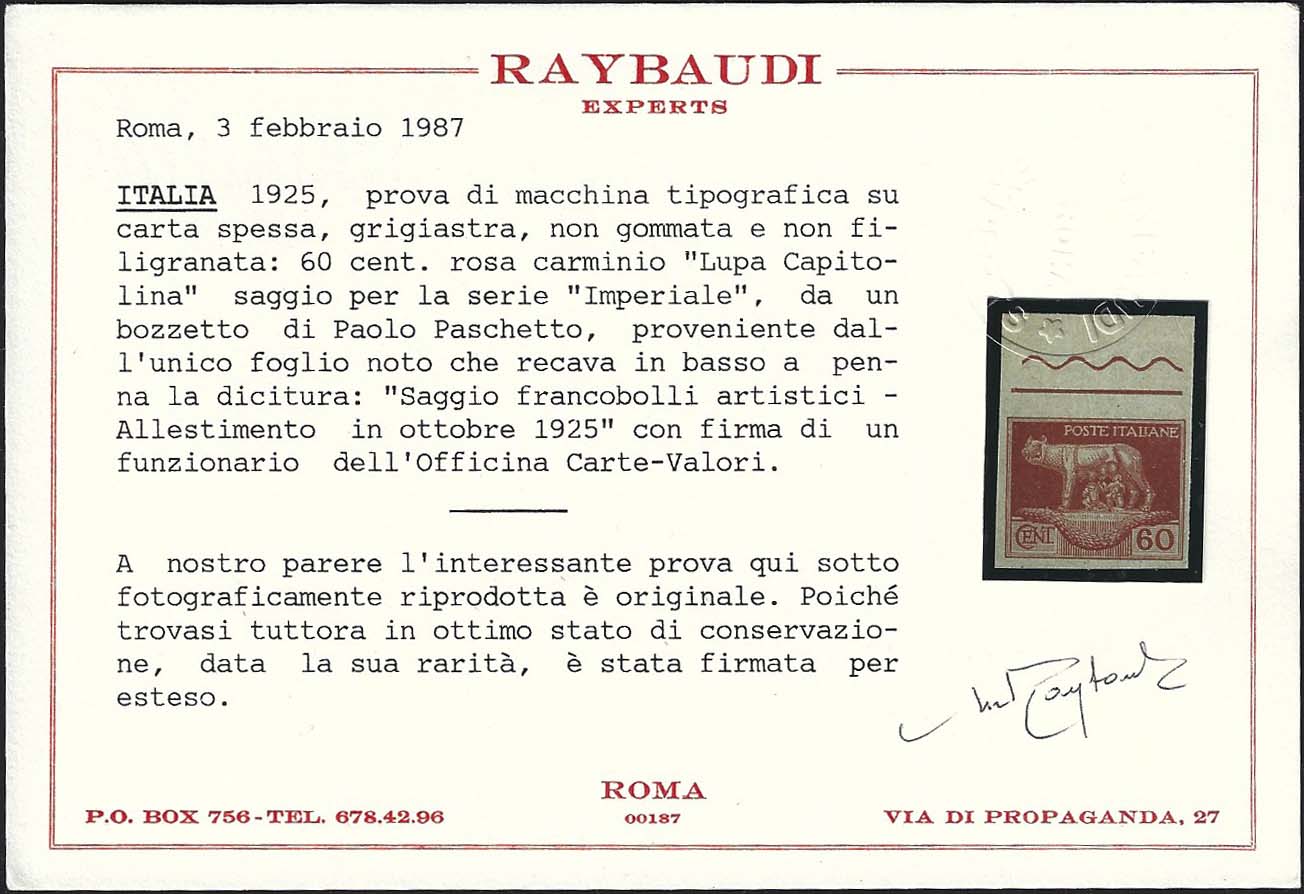 RAYBAUDI
EXPERTS
Roma, 3 febbraio 1987
ITALIA 1925, prova di macchina tipografica su
carta spessa, grigiastra, non gommata e non fi-
ligranata: 60 cent. rosa carminio "Lupa Capito-
lina" saggio per la serie "Imperiale", da un
bozzetto di Paolo Paschetto, proveniente dal-
l'unico foglio noto che recava in basso a pen-
na la dicitura: "Saggio francobolli artistici -
Allestimento in ottobre 1925" con firma di un
funzionario dell'Officina Carte-Valori.
A nostro parere l'interessante prova qui sotto
fotograficamente riprodotta è originale. Poiché
trovasi tuttora in ottimo stato di conservazio-
ne, data la sua rarità, è stata firmata per
esteso.
POSTE ITALIANE
CENT. 60
ROMA
00187
P.O. BOX 756-TEL. 678.42.96
VIA DI PROPAGANDA, 27